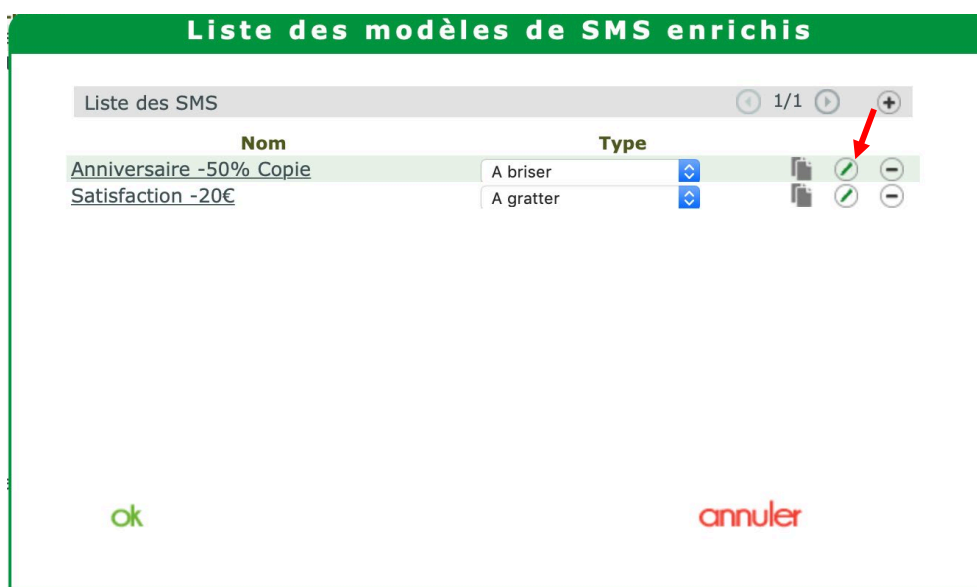 Liste des modèles de SMS enrichis
Liste des SMS 1/1
Nom Type
Anniversaire -50% Copie A briser
Satisfaction -20€ A gratter
ok annuler